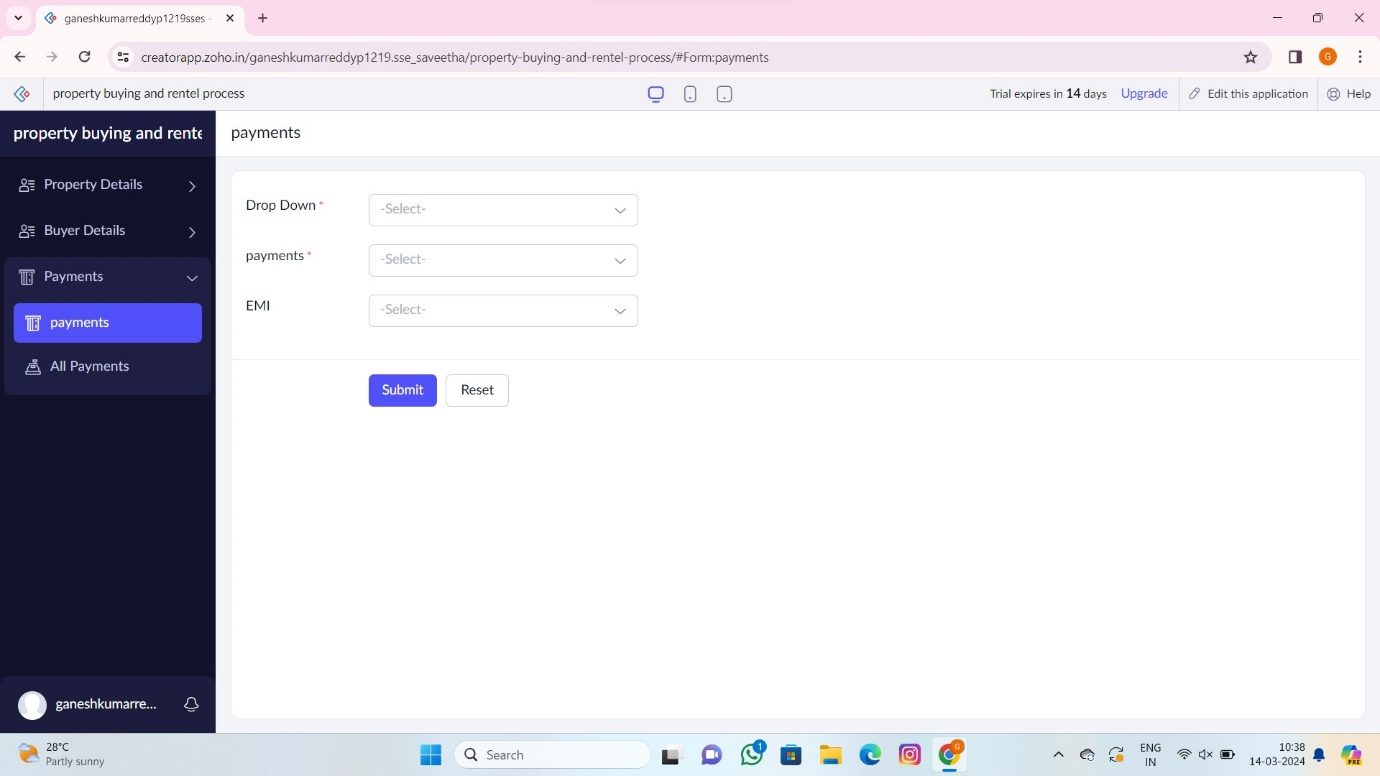 ganeshkumarreddyp1219sses -
creatorapp.zoho.in/ganeshkumarreddyp1219.sse_saveetha/property-buying-and-rentel-process/#Form:payments
G
property buying and rentel process
Trial expires in 14 days Upgrade Edit this application Help
property buying and rente
payments
Property Details
Buyer Details
Payments
payments
All Payments
Drop Down *
-Select-
payments *
-Select-
EMI
-Select-
Submit Reset
ganeshkumarre...
28°C
Partly sunny
Search
1
G
ENG
IN
10:38
14-03-2024
PRE